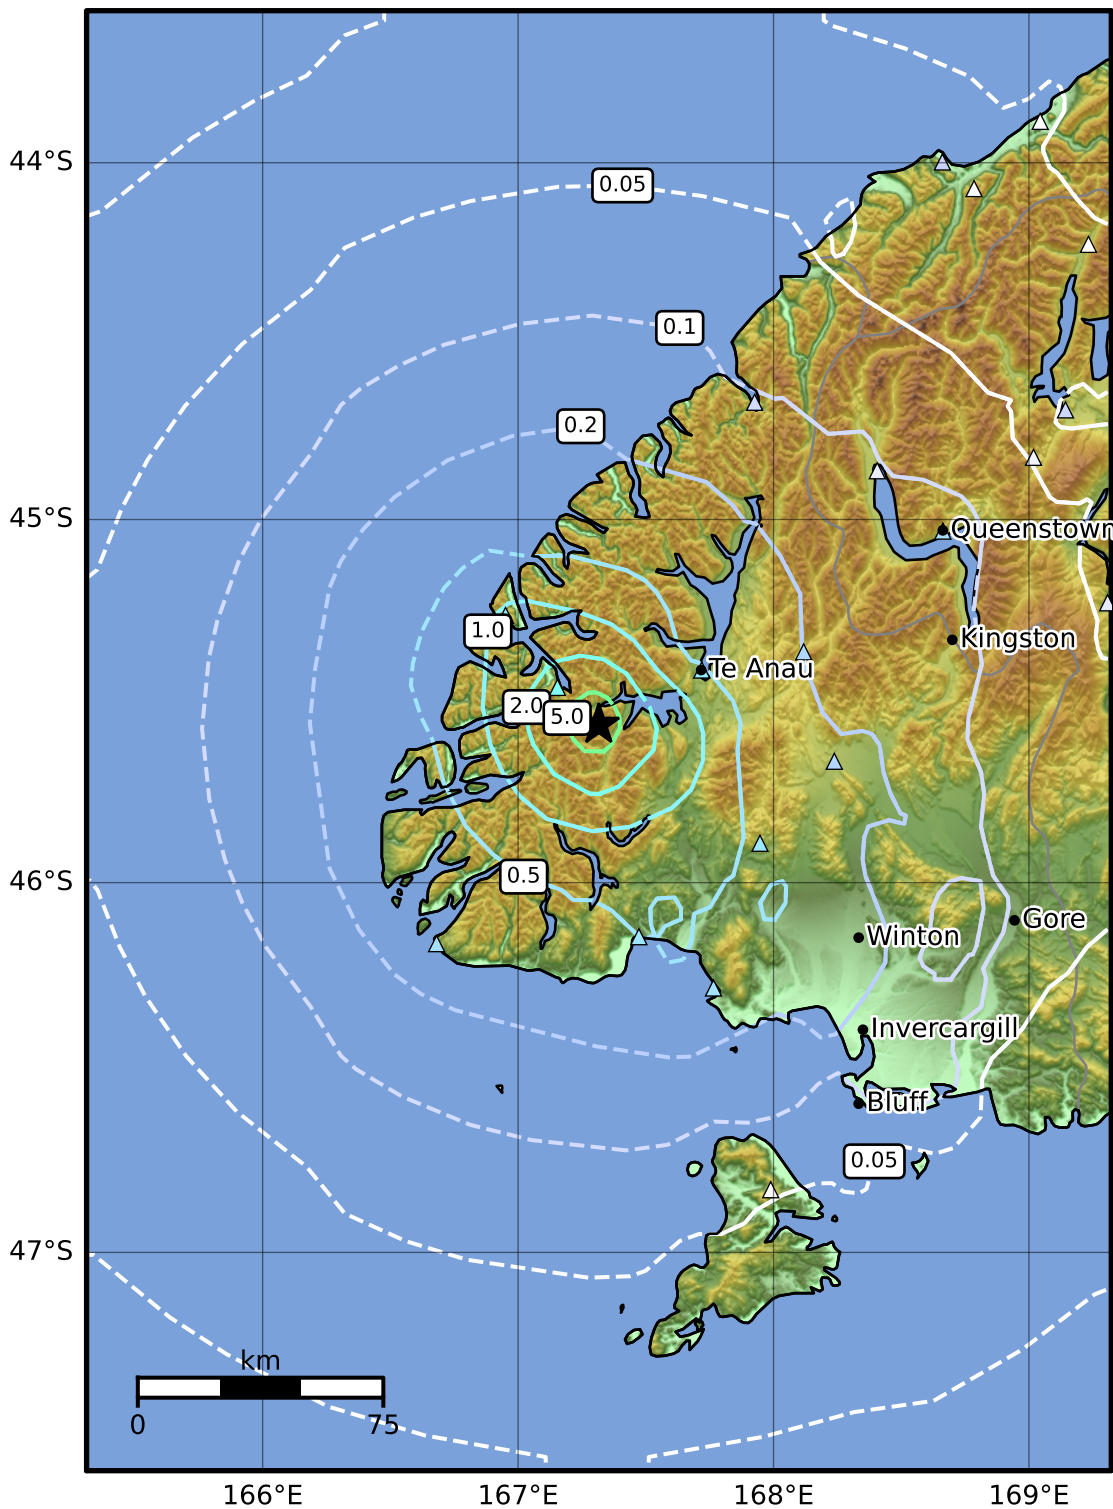 44°S
0.05
0.1
0.2
45°S
Queenstown
1.0
Kingston
Te Anau
2.0
5.0
0.5
46°S
Gore
Winton
Invercargill
Bluff
0.05
47°S
km
0 75
166°E 167°E 168°E 169°E